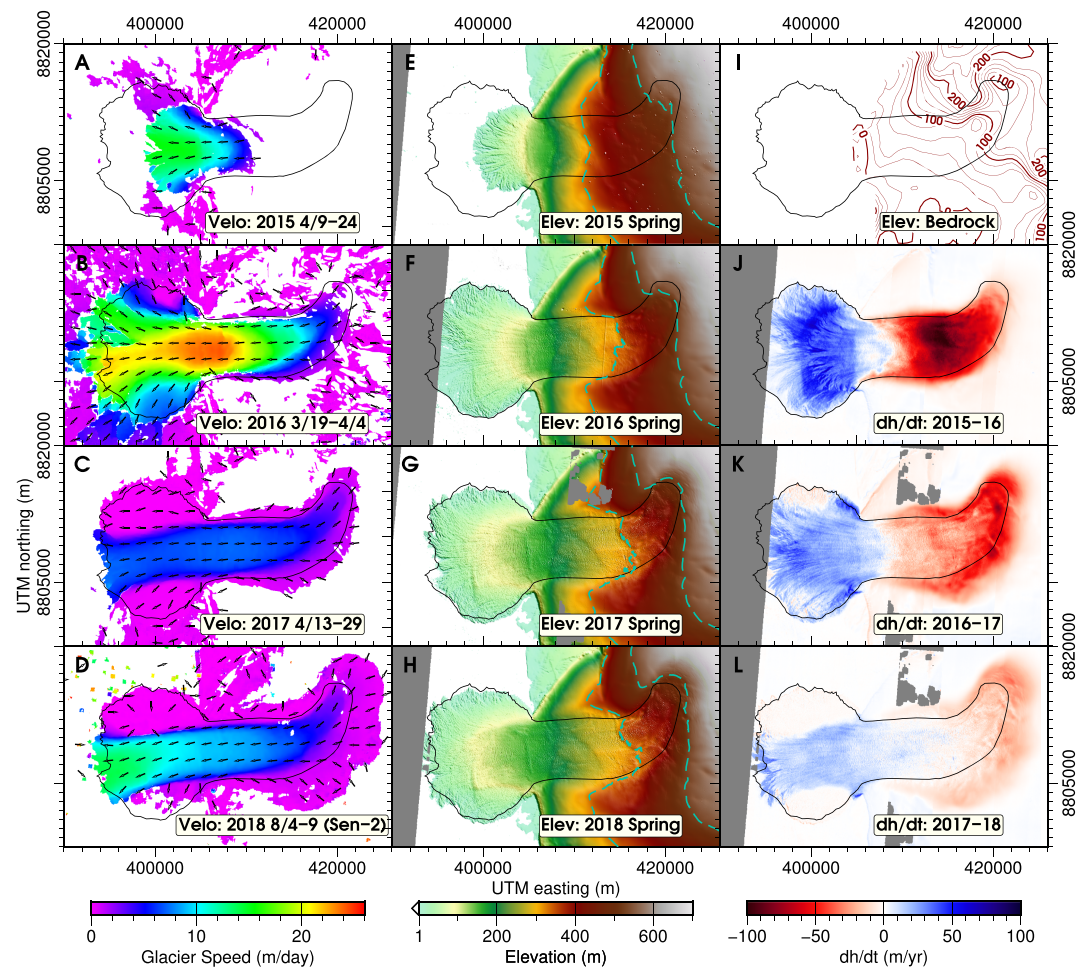 400000 420000 400000 420000 400000 420000
8820000
A E I
200
100
200
100
0
100
200
100
8805000
Velo: 2015 4/9−24 Elev: 2015 Spring Elev: Bedrock
8820000
B F J
8805000
Velo: 2016 3/19−4/4 Elev: 2016 Spring dh/dt: 2015−16
8820000
C G K
UTM northing (m)
8805000
Velo: 2017 4/13−29 Elev: 2017 Spring dh/dt: 2016−17
8820000
D H L
8805000
Velo: 2018 8/4−9 (Sen−2) Elev: 2018 Spring dh/dt: 2017−18
400000 420000 400000 420000 400000 420000
UTM easting (m)
0 10 20
Glacier Speed (m/day)
1 200 400 600
Elevation (m)
−100 −50 0 50 100
dh/dt (m/yr)